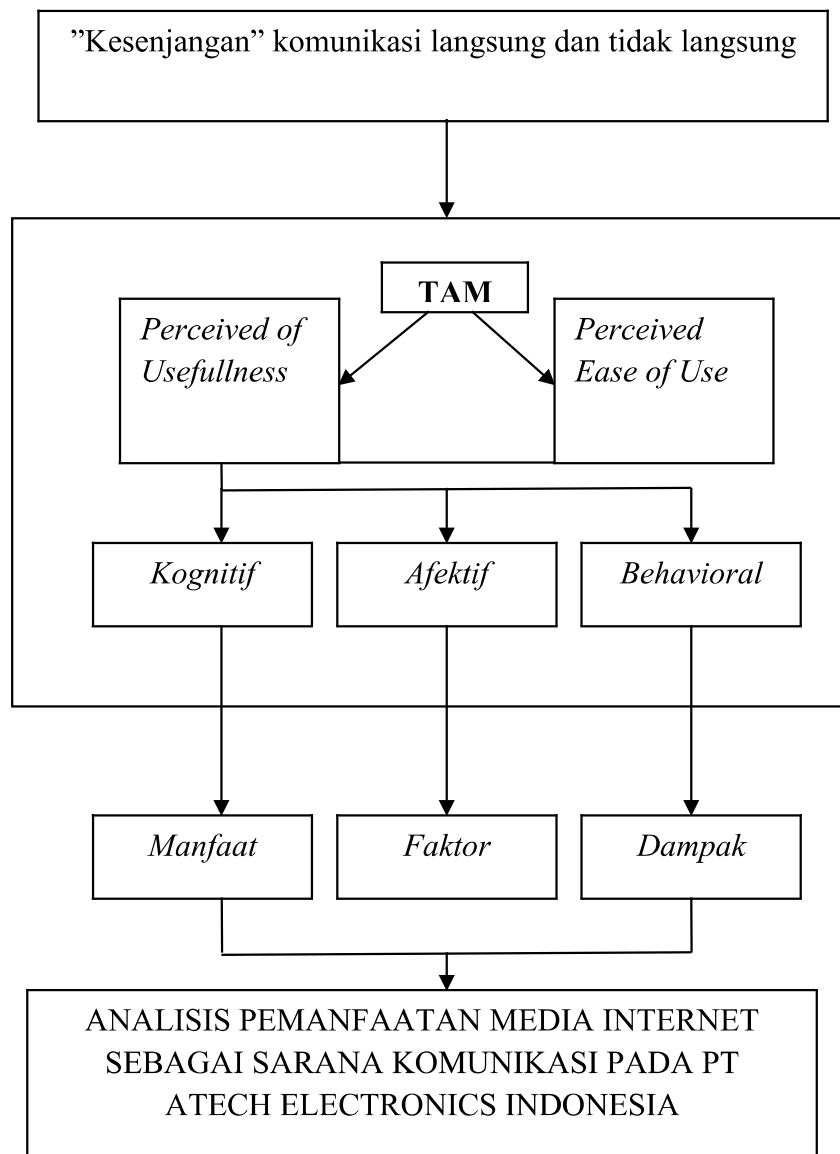 ”Kesenjangan” komunikasi langsung dan tidak langsung
TAM
Perceived of
Usefullness
Perceived
Ease of Use
Kognitif
Afektif
Behavioral
Manfaat
Faktor
Dampak
ANALISIS PEMANFAATAN MEDIA INTERNET
SEBAGAI SARANA KOMUNIKASI PADA PT
ATECH ELECTRONICS INDONESIA